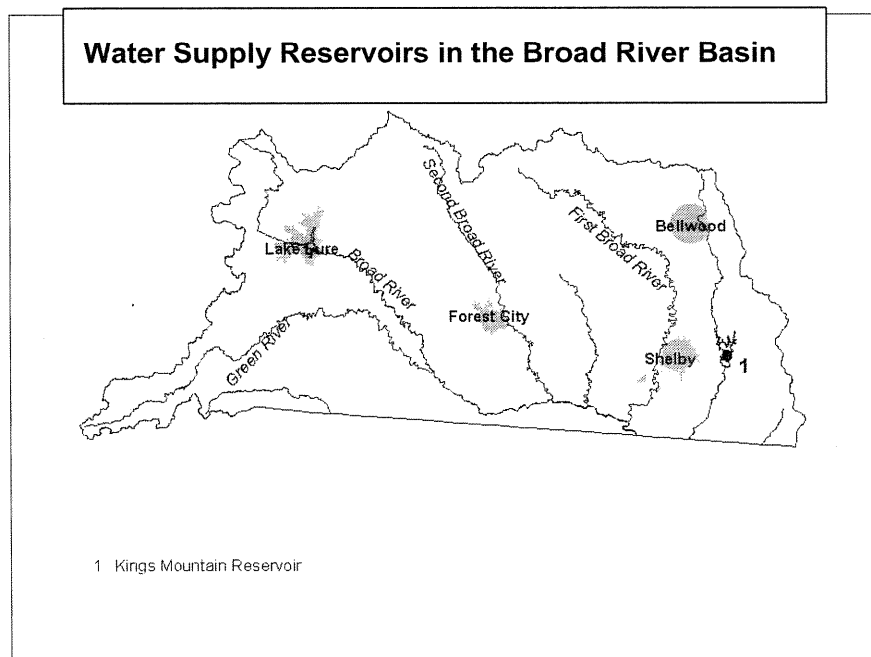 Water Supply Reservoirs in the Broad River Basin
Second Broad River
First Broad River
Bellwood
Lake Lure
Broad River
Forest City
Green River
Shelby
1
1 Kings Mountain Reservoir